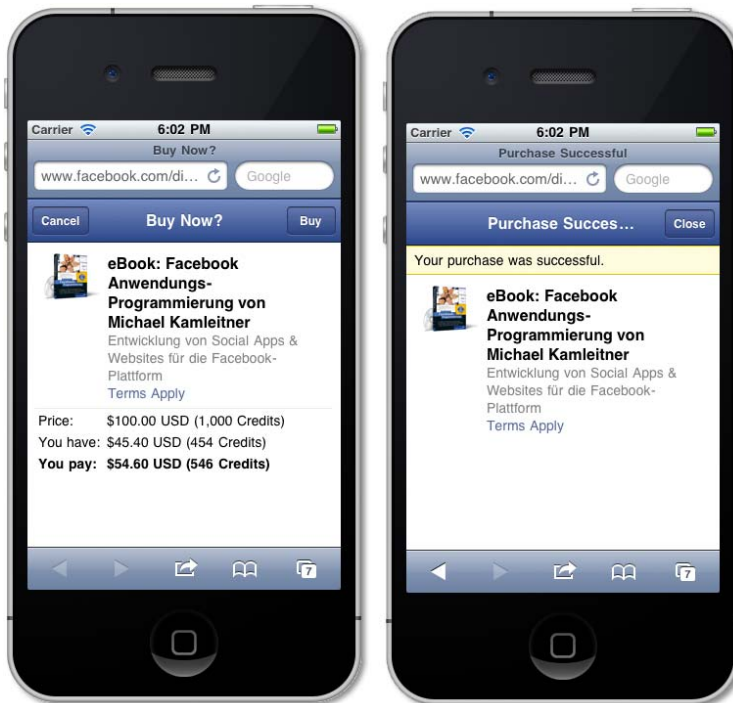 Carrier 6:02 PM
Buy Now?
www.facebook.com/di... Google
Cancel Buy Now? Buy
eBook: Facebook
Anwendungs-
Programmierung von
Michael Kamleitner
Entwicklung von Social Apps &
Websites für die Facebook-
Plattform
Terms Apply
Price: $100.00 USD (1,000 Credits)
You have: $45.40 USD (454 Credits)
You pay: $54.60 USD (546 Credits)
7
Carrier 6:02 PM
Purchase Successful
www.facebook.com/di... Google
Purchase Succes... Close
Your purchase was successful.
eBook: Facebook
Anwendungs-
Programmierung von
Michael Kamleitner
Entwicklung von Social Apps &
Websites für die Facebook-
Plattform
Terms Apply
7